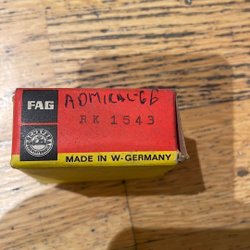 FAG
ADMIRAL-66
RK 1543
MADE IN W-GERMANY